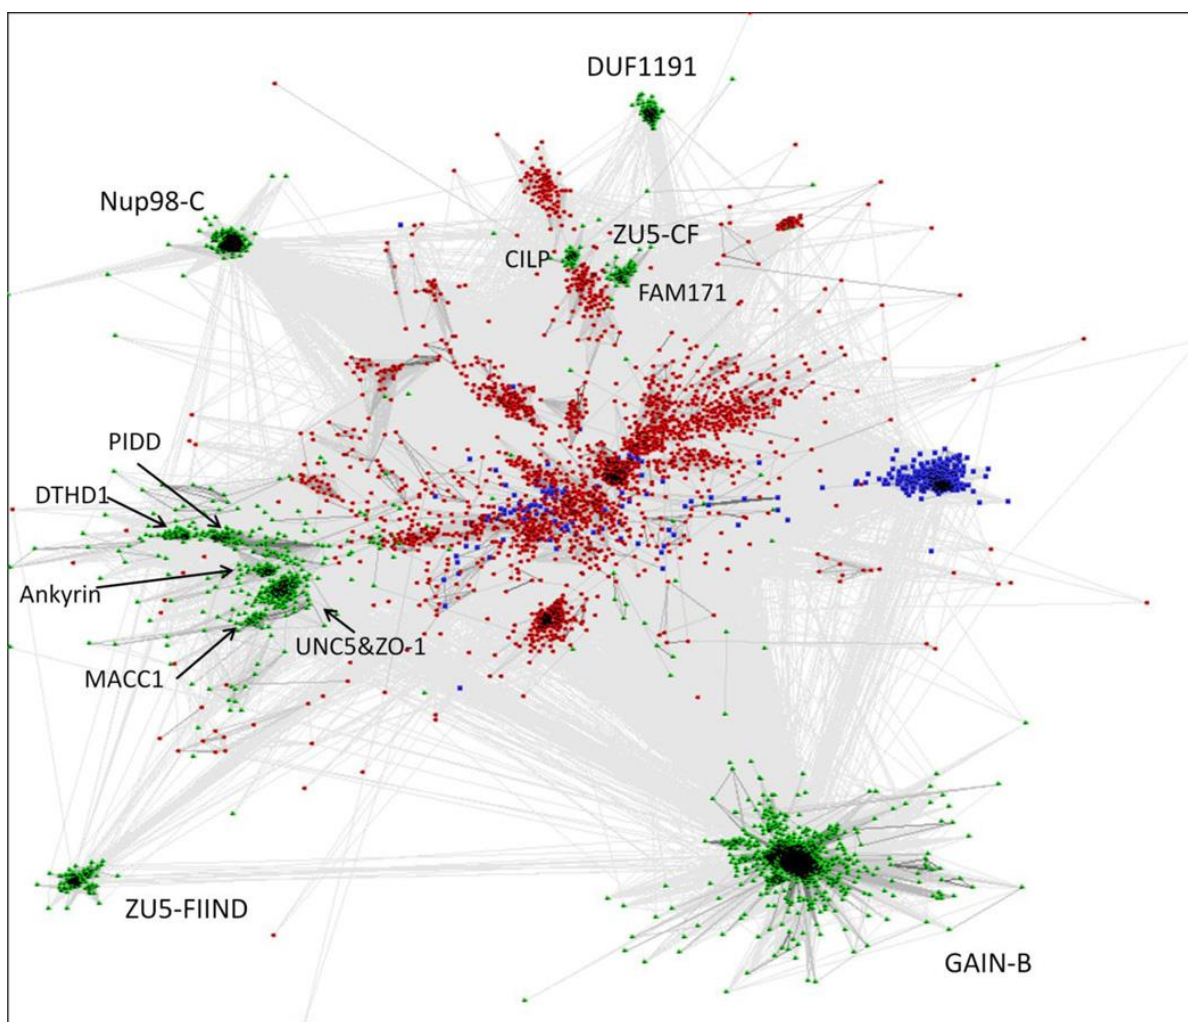 DUF1191
Nup98-C
ZU5-CF
CILP
FAM171
PIDD
DTHD1
Ankyrin
UNC5&ZO-1
MACC1
ZU5-FIIND
GAIN-B